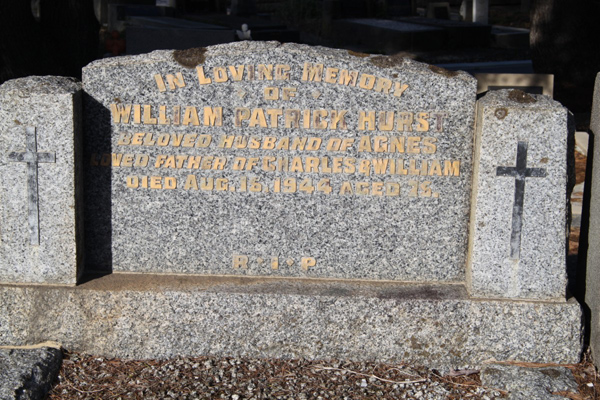 In Loving Memory
OF
WILLIAM PATRICK HURST
BELOVED HUSBAND OF AGNES
LOVED FATHER OF CHARLES & WILLIAM
DIED AUG. 16, 1944, AGED 75.
R · I · P